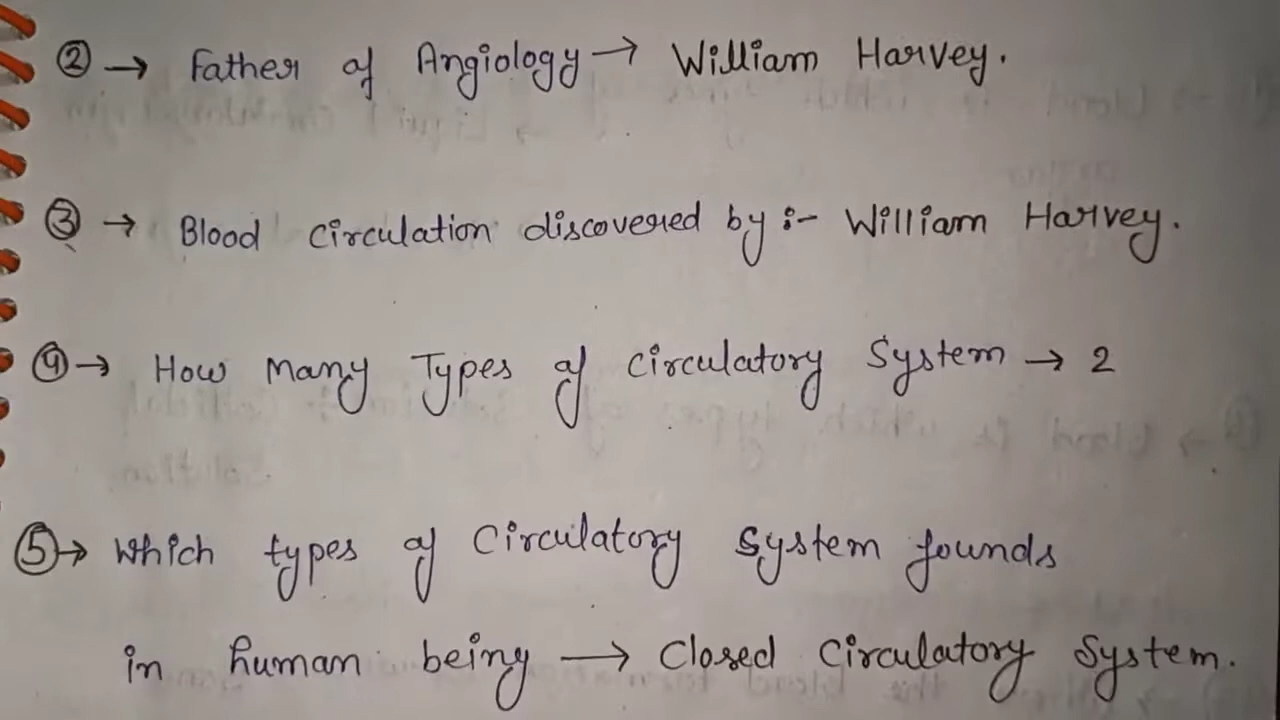 ② → Father of Angiology → William Harvey.
③ → Blood circulation discovered by :- William Harvey.
④ → How Many Types of circulatory System → 2
⑤ → Which types of Circulatory System founds
in human being → Closed Circulatory System.